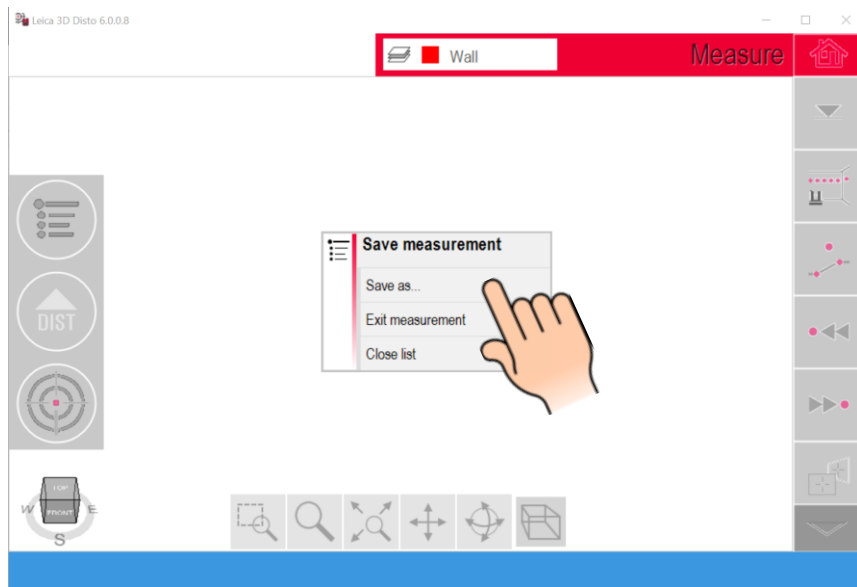 Leica 3D Disto 6.0.0.8
Wall
Measure
Save measurement
Save as...
Exit measurement
Close list
DIST
TOP
W FRONT E
S